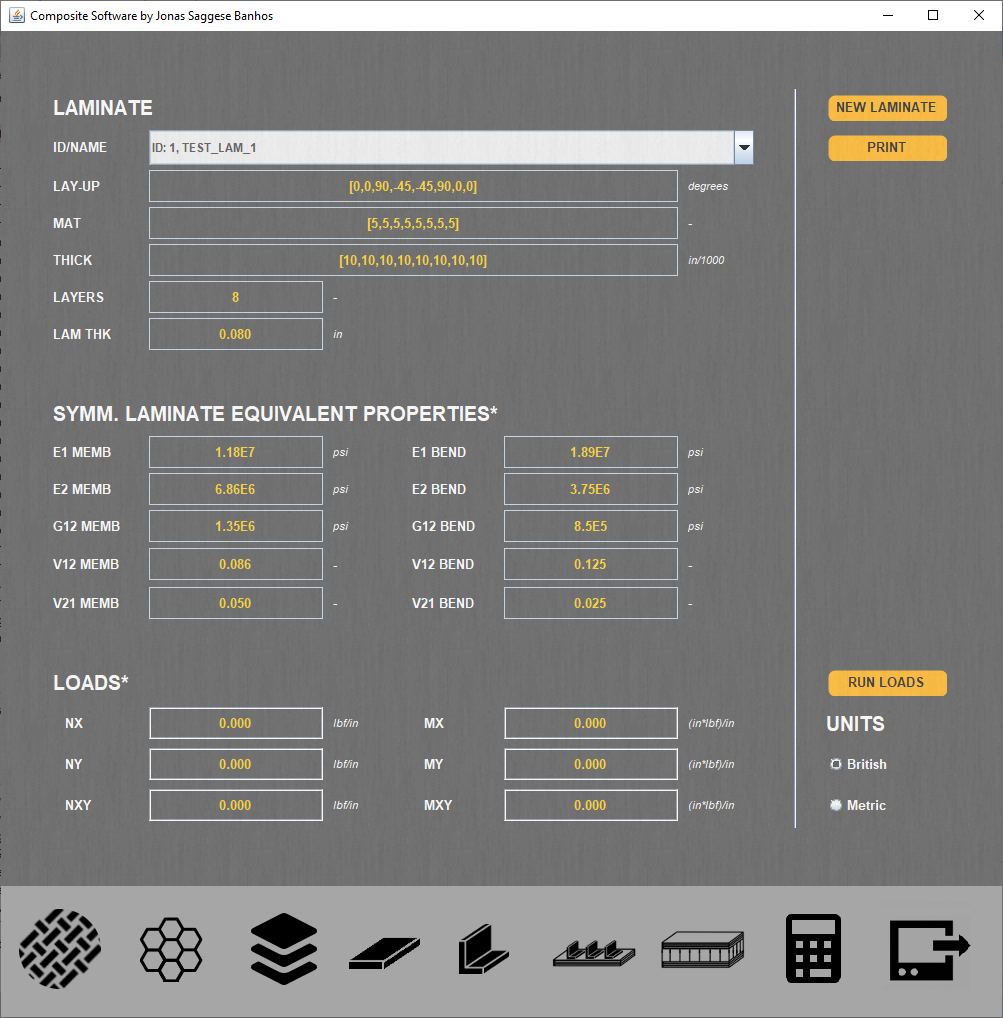 Composite Software by Jonas Saggese Banhos
LAMINATE
NEW LAMINATE
ID/NAME ID: 1, TEST_LAM_1
PRINT
LAY-UP [0,0,90,-45,-45,90,0,0] degrees
MAT [5,5,5,5,5,5,5,5] -
THICK [10,10,10,10,10,10,10,10] in/1000
LAYERS 8 -
LAM THK 0.080 in
SYMM. LAMINATE EQUIVALENT PROPERTIES*
E1 MEMB 1.18E7 psi E1 BEND 1.89E7 psi
E2 MEMB 6.86E6 psi E2 BEND 3.75E6 psi
G12 MEMB 1.35E6 psi G12 BEND 8.5E5 psi
V12 MEMB 0.086 - V12 BEND 0.125 -
V21 MEMB 0.050 - V21 BEND 0.025 -
LOADS*
RUN LOADS
NX 0.000 lbf/in MX 0.000 (in*lbf)/in
UNITS
NY 0.000 lbf/in MY 0.000 (in*lbf)/in
British
NXY 0.000 lbf/in MXY 0.000 (in*lbf)/in
Metric